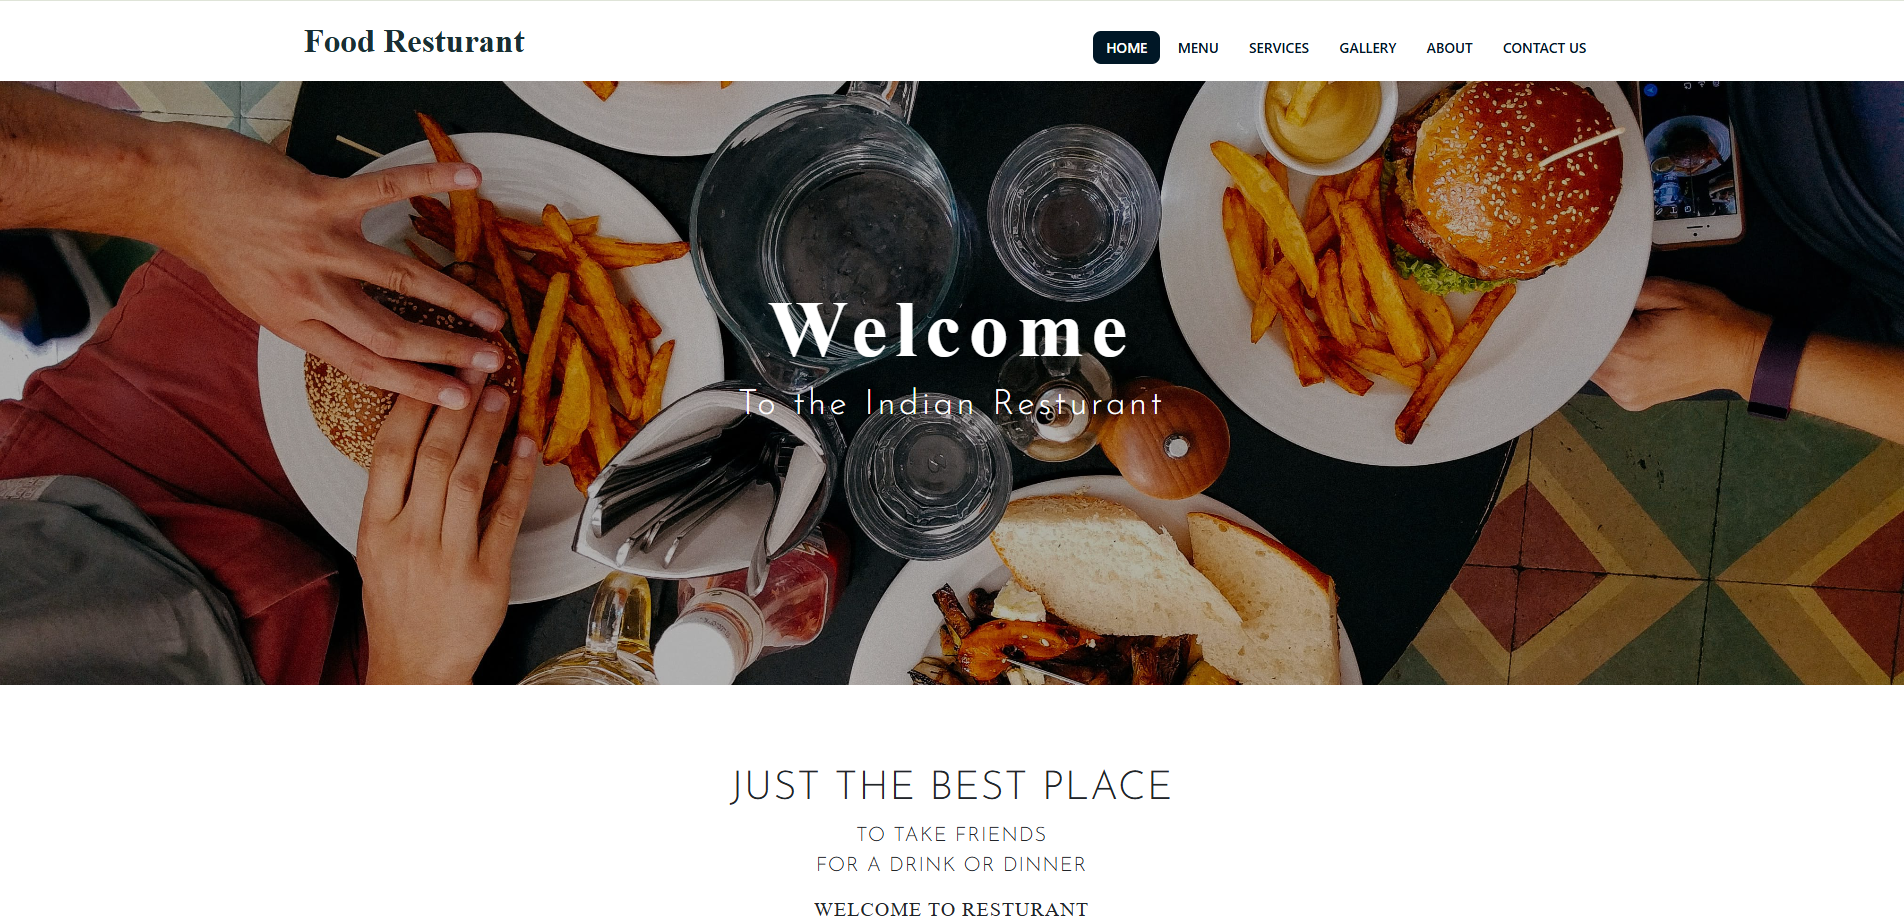 Food Resturant
HOME MENU SERVICES GALLERY ABOUT CONTACT US
Welcome
To the Indian Resturant
JUST THE BEST PLACE
TO TAKE FRIENDS
FOR A DRINK OR DINNER
WELCOME TO RESTURANT